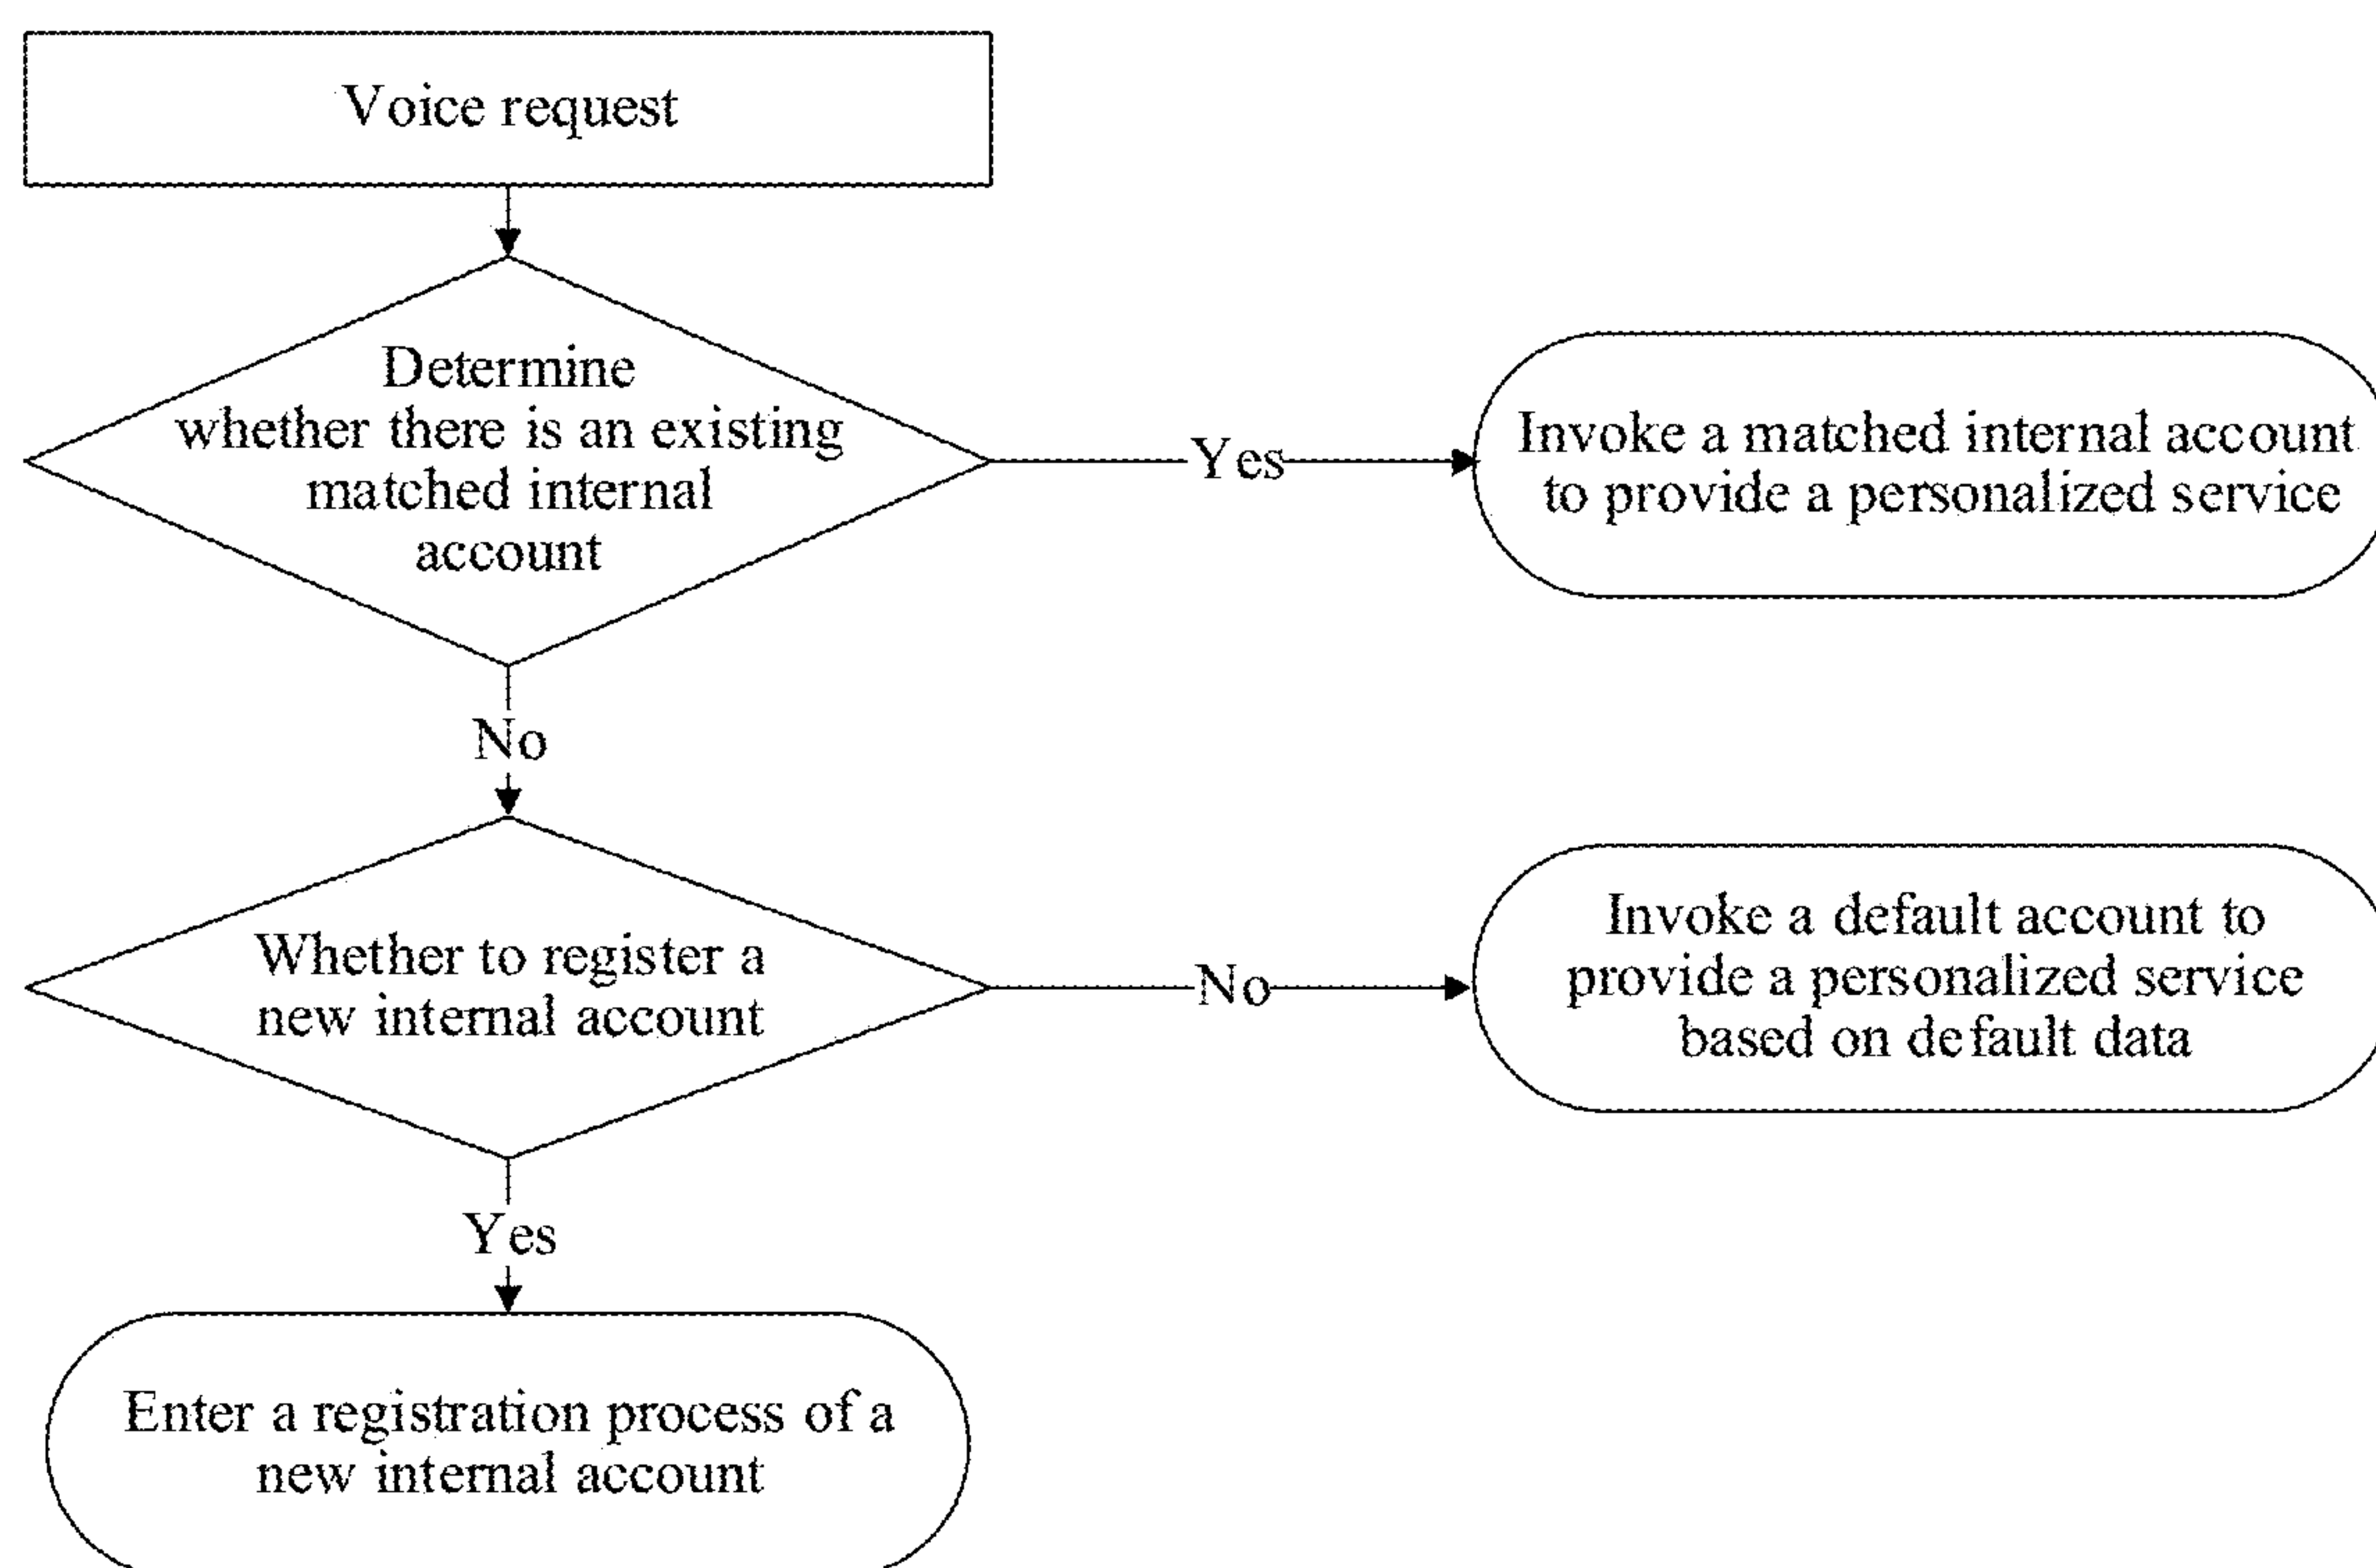 Voice request
Determine
whether there is an existing
matched internal
account
Yes
Invoke a matched internal account
to provide a personalized service
No
Whether to register a
new internal account
No
Invoke a default account to
provide a personalized service
based on default data
Yes
Enter a registration process of a
new internal account